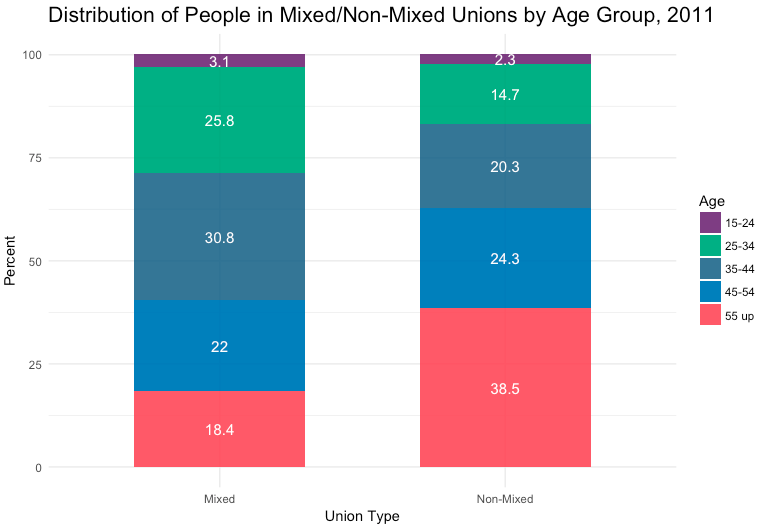 Distribution of People in Mixed/Non-Mixed Unions by Age Group, 2011
Percent
100
75
50
25
0
3.1
25.8
30.8
22
18.4
2.3
14.7
20.3
24.3
38.5
Mixed
Non-Mixed
Union Type
Age
15-24
25-34
35-44
45-54
55 up